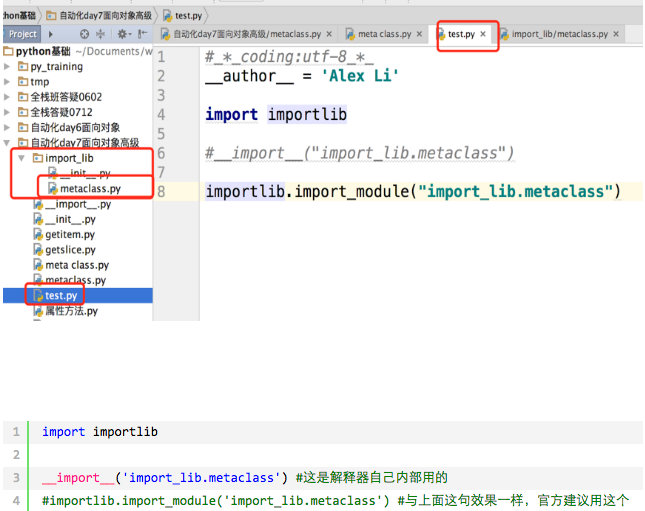 hon基础 自动化day7面向对象高级 test.py
Project
自动化day7面向对象高级/metaclass.py × meta class.py × test.py × import_lib/metaclass.py ×
python基础 ~/Documents/w
py_training
tmp
全栈班答疑0602
全栈答疑0712
自动化day6面向对象
自动化day7面向对象高级
import_lib
__init__.py
metaclass.py
__import__.py
__init__.py
getitem.py
getslice.py
meta class.py
metaclass.py
test.py
属性方法.py
1 #_*_coding:utf-8_*_
2 __author__ = 'Alex Li'
3
4 import importlib
5
6 #__import__("import_lib.metaclass")
7
8 importlib.import_module("import_lib.metaclass")
1 import importlib
2
3 __import__('import_lib.metaclass') #这是解释器自己内部用的
4 #importlib.import_module('import_lib.metaclass') #与上面这句效果一样，官方建议用这个